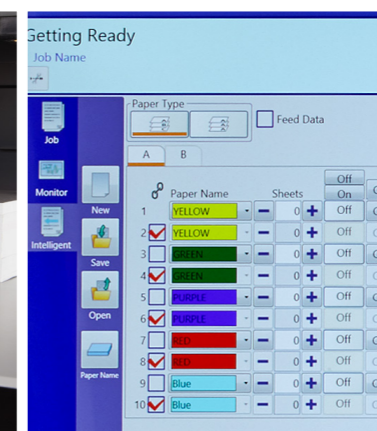 Getting Ready
Job Name
Job
Monitor
Intelligent
New
Save
Open
Paper Name
Paper Type
Feed Data
A B
Paper Name Sheets Off
On
1 YELLOW - 0 + Off
2 YELLOW - 0 + Off
3 GREEN - 0 + Off
4 GREEN - 0 + Off
5 PURPLE - 0 + Off
6 PURPLE - 0 + Off
7 RED - 0 + Off
8 RED - 0 + Off
9 Blue - 0 + Off
10 Blue - 0 + Off